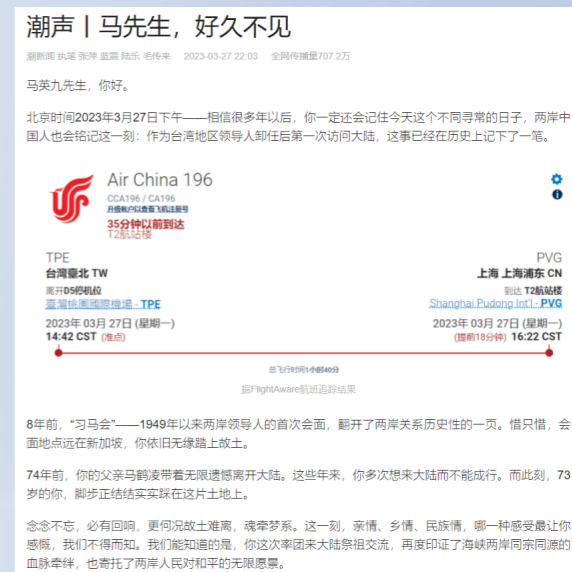 潮声丨马先生，好久不见
潮新闻 执笔 张萍 蓝震 陆乐 毛传来 2023-03-27 22:03 全网传播量707.2万
马英九先生，你好。
北京时间2023年3月27日下午——相信很多年以后，你一定还会记住今天这个不同寻常的日子，两岸中
国人也会铭记这一刻：作为台湾地区领导人卸任后第一次访问大陆，这事已经在历史上记下了一笔。
Air China 196
CCA196 / CA196
升级帐户以查看飞机注册号
35分钟以前到达
T2航站楼
TPE
PVG
台灣臺北 TW
上海 上海浦东 CN
离开D5停机位
到达 T2航站楼
臺灣桃園國際機場 - TPE
Shanghai Pudong Int'l - PVG
2023年 03月 27日 (星期一)
2023年 03月 27日 (星期一)
14:42 CST (准点)
(提前18分钟) 16:22 CST
总飞行时间1小时40分
据FlightAware航班追踪结果
8年前，“习马会”——1949年以来两岸领导人的首次会面，翻开了两岸关系历史性的一页。惜只惜，会
面地点远在新加坡，你依旧无缘踏上故土。
74年前，你的父亲马鹤凌带着无限遗憾离开大陆。这些年来，你多次想来大陆而不能成行。而此刻，73
岁的你，脚步正结结实实踩在这片土地上。
念念不忘，必有回响，更何况故土难离，魂牵梦系。这一刻，亲情、乡情、民族情，哪一种感受最让你
感慨，我们不得而知。我们能知道的是，你这次率团来大陆祭祖交流，再度印证了海峡两岸同宗同源的
血脉牵绊，也寄托了两岸人民对和平的无限愿景。